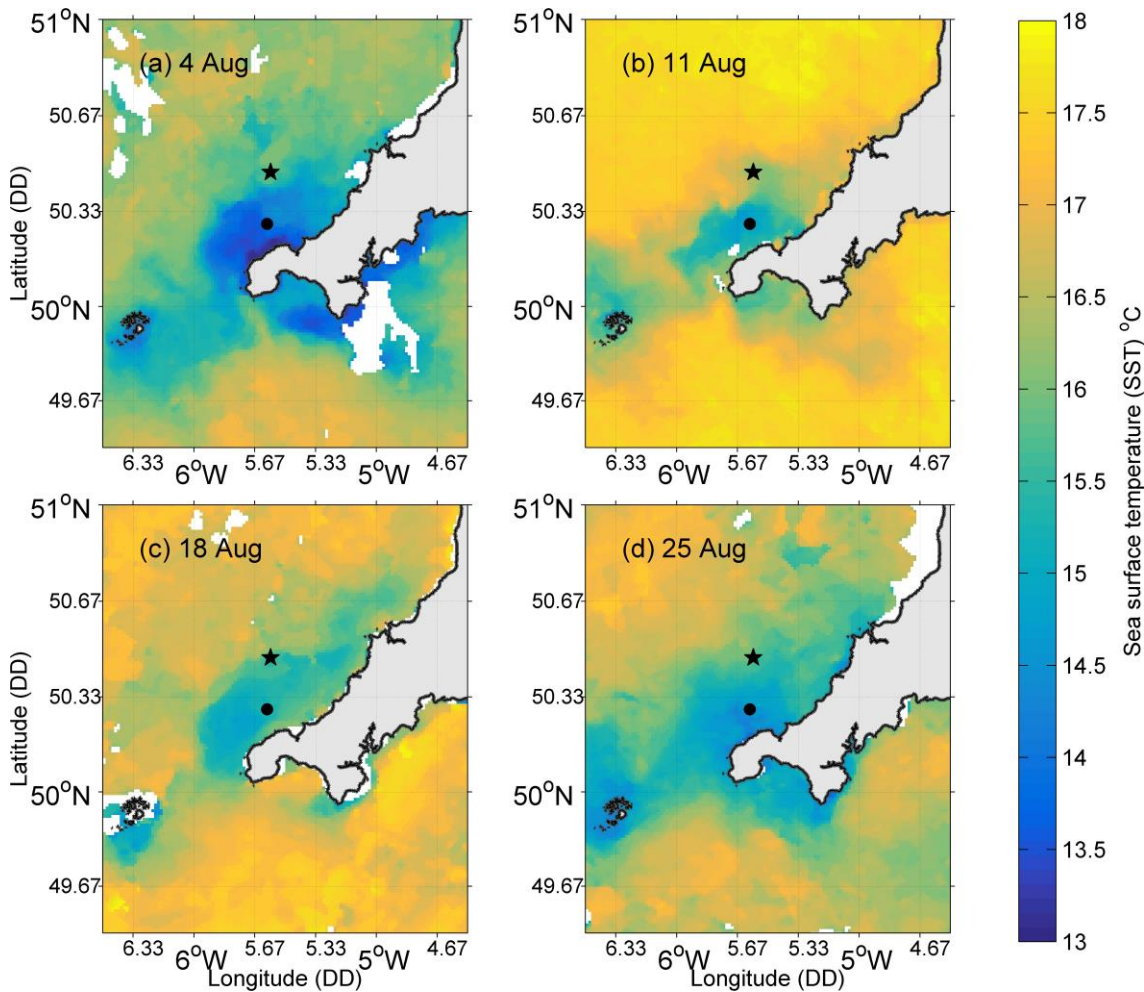 51°N
50.67
50.33
50°N
49.67
Latitude (DD)
(a) 4 Aug
6.33
6°W
5.67
5.33
5°W
4.67
51°N
50.67
50.33
50°N
49.67
(b) 11 Aug
6.33
6°W
5.67
5.33
5°W
4.67
51°N
50.67
50.33
50°N
49.67
Latitude (DD)
(c) 18 Aug
6.33
6°W
5.67
5.33
5°W
4.67
Longitude (DD)
51°N
50.67
50.33
50°N
49.67
(d) 25 Aug
6.33
6°W
5.67
5.33
5°W
4.67
Longitude (DD)
18
17.5
17
16.5
16
15.5
15
14.5
14
13.5
13
Sea surface temperature (SST) °C